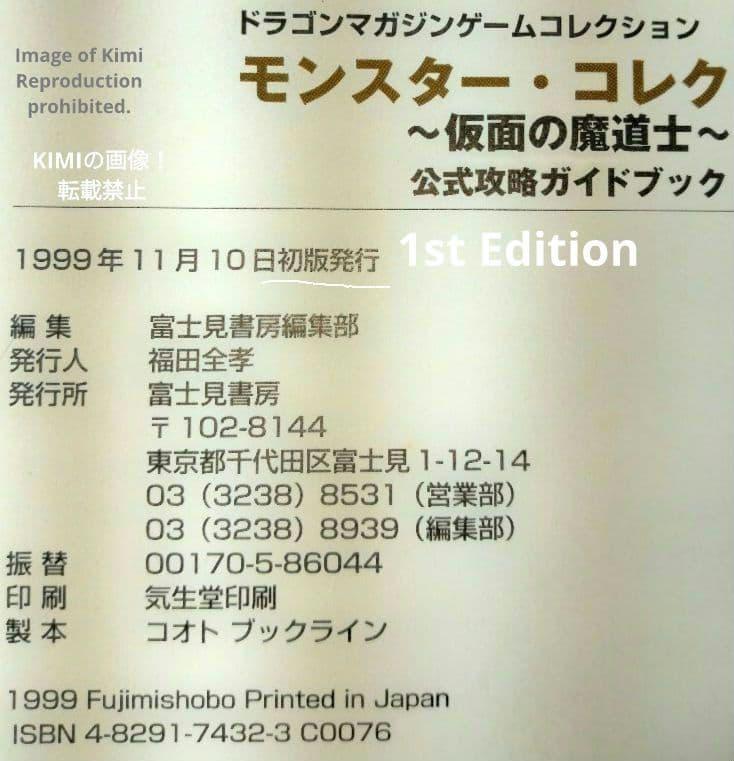 ドラゴンマガジンゲームコレクション
モンスター・コレク
～仮面の魔道士～
公式攻略ガイドブック
Image of Kimi
Reproduction
prohibited.
KIMIの画像！
転載禁止
1999年11月10日初版発行 1st Edition
編集 富士見書房編集部
発行人 福田全孝
発行所 富士見書房
〒102-8144
東京都千代田区富士見1-12-14
03（3238）8531（営業部）
03（3238）8939（編集部）
振替 00170-5-86044
印刷 気生堂印刷
製本 コオト ブックライン
1999 Fujimishobo Printed in Japan
ISBN 4-8291-7432-3 C0076